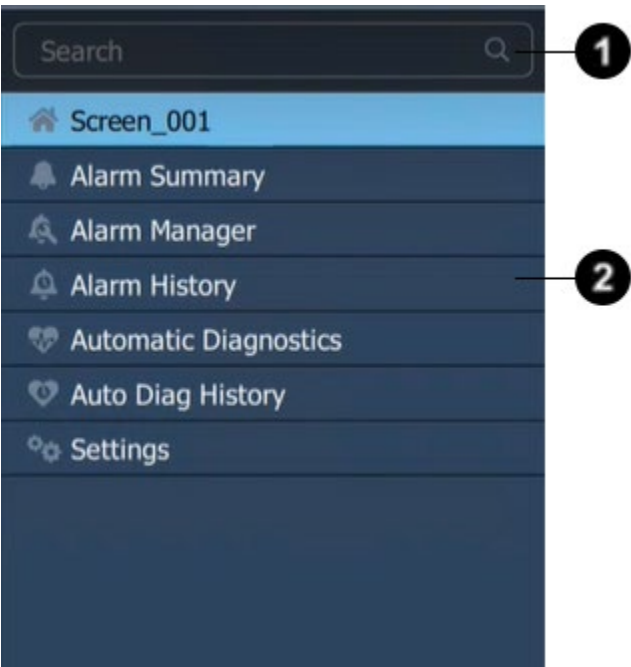 Search
1
Screen_001
Alarm Summary
Alarm Manager
Alarm History
2
Automatic Diagnostics
Auto Diag History
Settings